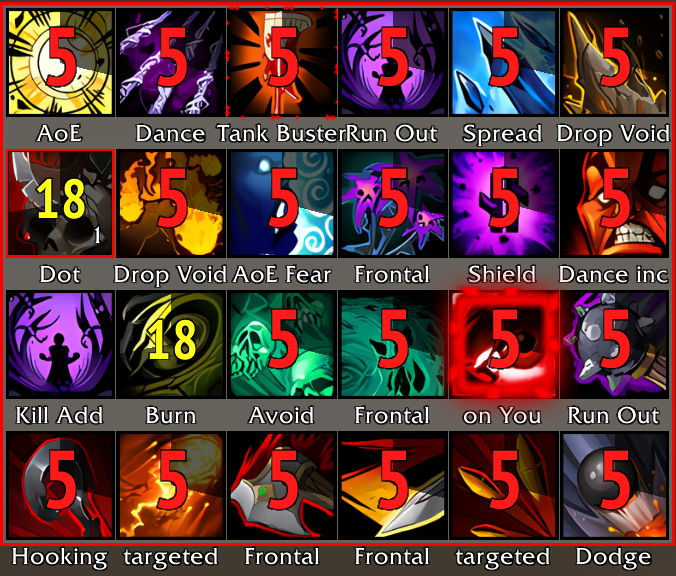 5 5 5 5 5 5
AoE Dance Tank Buster Run Out Spread Drop Void
18 1 5 5 5 5 5
Dot Drop Void AoE Fear Frontal Shield Dance inc
18 5 5 5 5
Kill Add Burn Avoid Frontal on You Run Out
5 5 5 5 5 5
Hooking targeted Frontal Frontal targeted Dodge